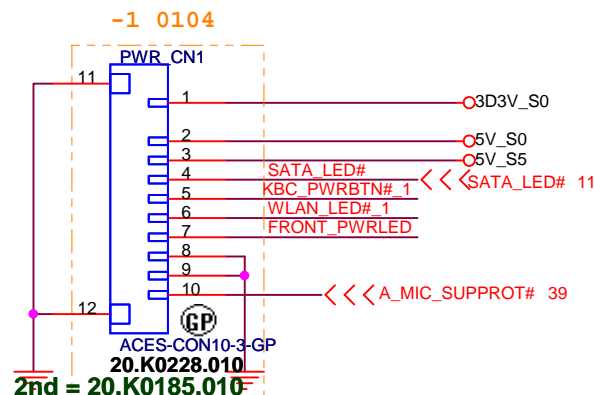 -1 0104
PWR_CN1
11
1
3D3V_S0
2
5V_S0
3
5V_S5
4
SATA_LED#
SATA_LED# 11
5
KBC_PWRBTN#_1
6
WLAN_LED#_1
7
FRONT_PWRLED
8
9
10
A_MIC_SUPPROT# 39
12
GP
ACES-CON10-3-GP
20.K0228.010
2nd = 20.K0185.010